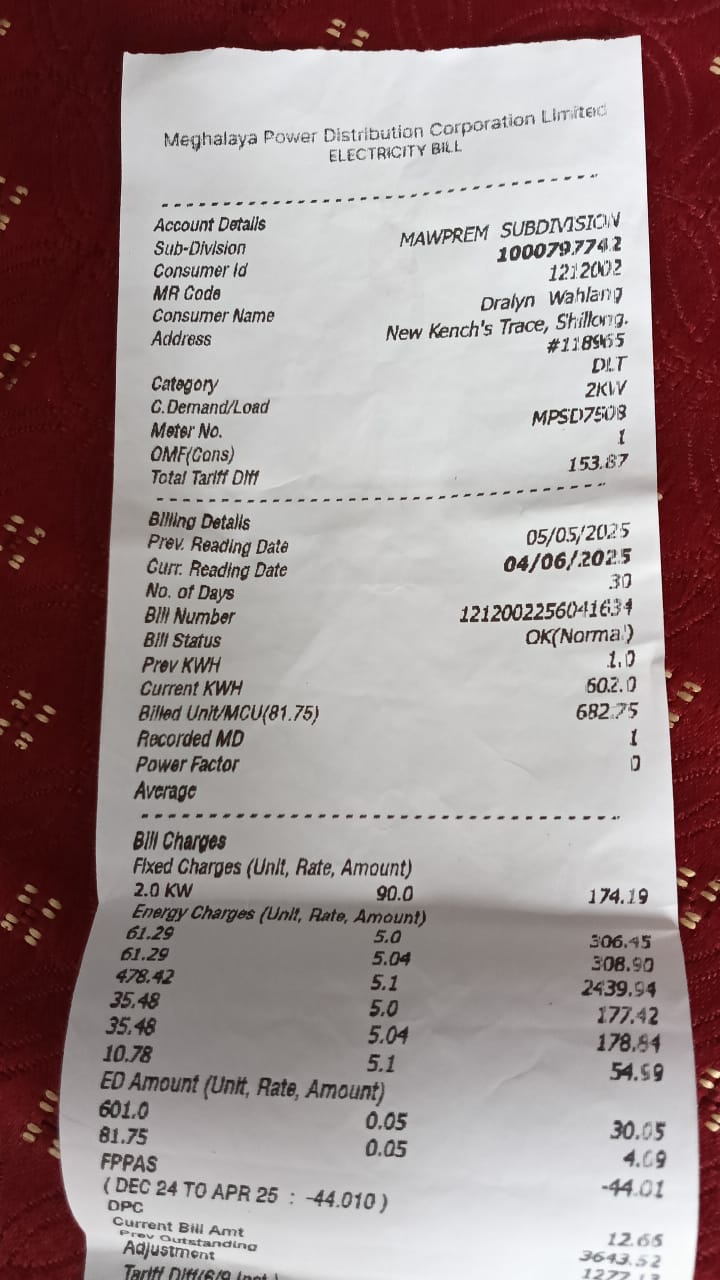 Meghalaya Power Distribution Corporation Limited
ELECTRICITY BILL
Account Details
Sub-Division MAWPREM SUBDIVISION
Consumer Id 1000797742
MR Code 1212002
Consumer Name Dralyn Wahlang
Address New Kench's Trace, Shillong.
#118965
Category DLT
C.Demand/Load 2KW
Meter No. MPSD7508
OMF(Cons) 1
Total Tariff Diff 153.87
Billing Details
Prev. Reading Date 05/05/2025
Curr. Reading Date 04/06/2025
No. of Days 30
Bill Number 1212002256041634
Bill Status OK(Normal)
Prev KWH 1.0
Current KWH 602.0
Billed Unit/MCU(81.75) 682.75
Recorded MD 1
Power Factor 0
Average
Bill Charges
Fixed Charges (Unit, Rate, Amount)
2.0 KW 90.0 174.19
Energy Charges (Unit, Rate, Amount)
61.29 5.0 306.45
61.29 5.04 308.90
478.42 5.1 2439.94
35.48 5.0 177.42
35.48 5.04 178.84
10.78 5.1 54.99
ED Amount (Unit, Rate, Amount)
601.0 0.05 30.05
81.75 0.05 4.09
FPPAS -44.01
( DEC 24 TO APR 25 : -44.010 )
DPC 12.66
Current Bill Amt 3643.52
Prev Outstanding
Adjustment